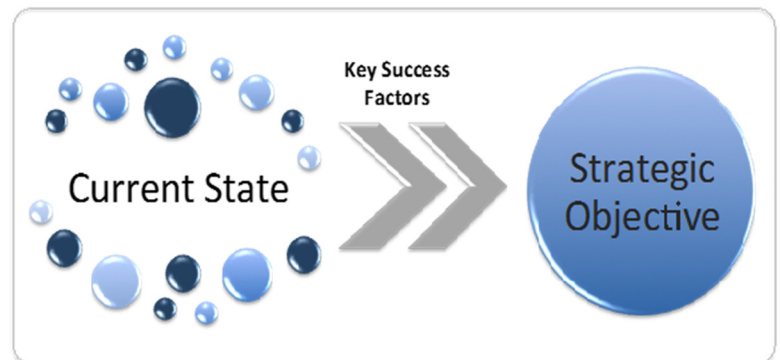 Key Success
Factors
Current State
Strategic
Objective